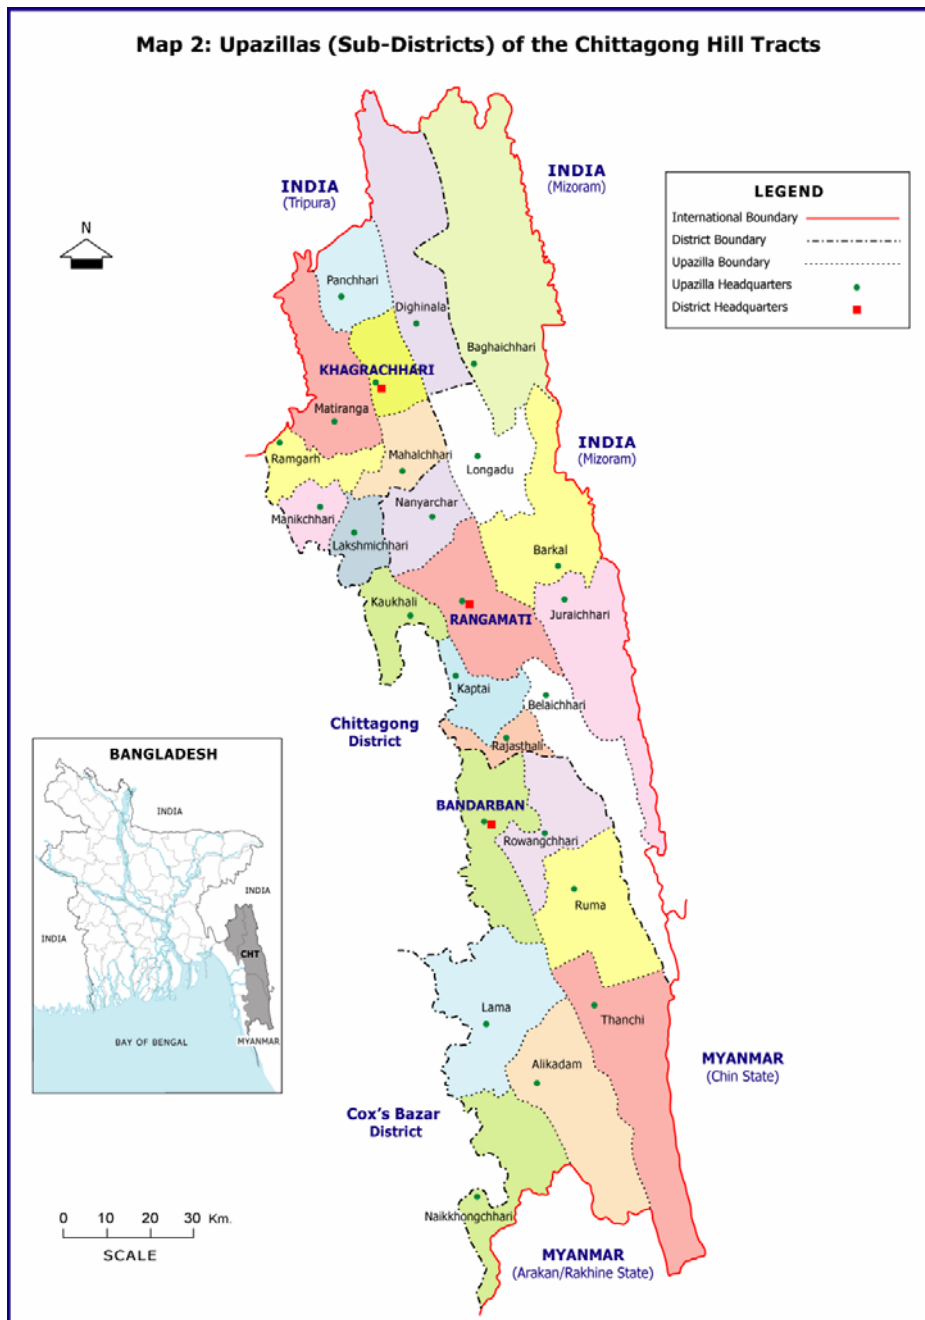 Map 2: Upazillas (Sub-Districts) of the Chittagong Hill Tracts
INDIA
(Tripura)
INDIA
(Mizoram)
LEGEND
International Boundary
District Boundary
Upazilla Boundary
Upazilla Headquarters
District Headquarters
N
Panchhari
Dighinala
Baghaichhari
KHAGRACHHARI
Matiranga
Ramgarh
Mahalchhari
Longadu
INDIA
(Mizoram)
Manikchhari
Nanyarchar
Lakshmichhari
Barkal
Kaukhali
RANGAMATI
Juraichhari
Kaptai
Belaichhari
Chittagong
District
Rajasthali
BANDARBAN
Rowangchhari
Ruma
Lama
Thanchi
Alikadam
MYANMAR
(Chin State)
Cox's Bazar
District
Naikkhongchhari
MYANMAR
(Arakan/Rakhine State)
BANGLADESH
INDIA
INDIA
INDIA
CHT
BAY OF BENGAL
MYANMAR
0 10 20 30 Km.
SCALE